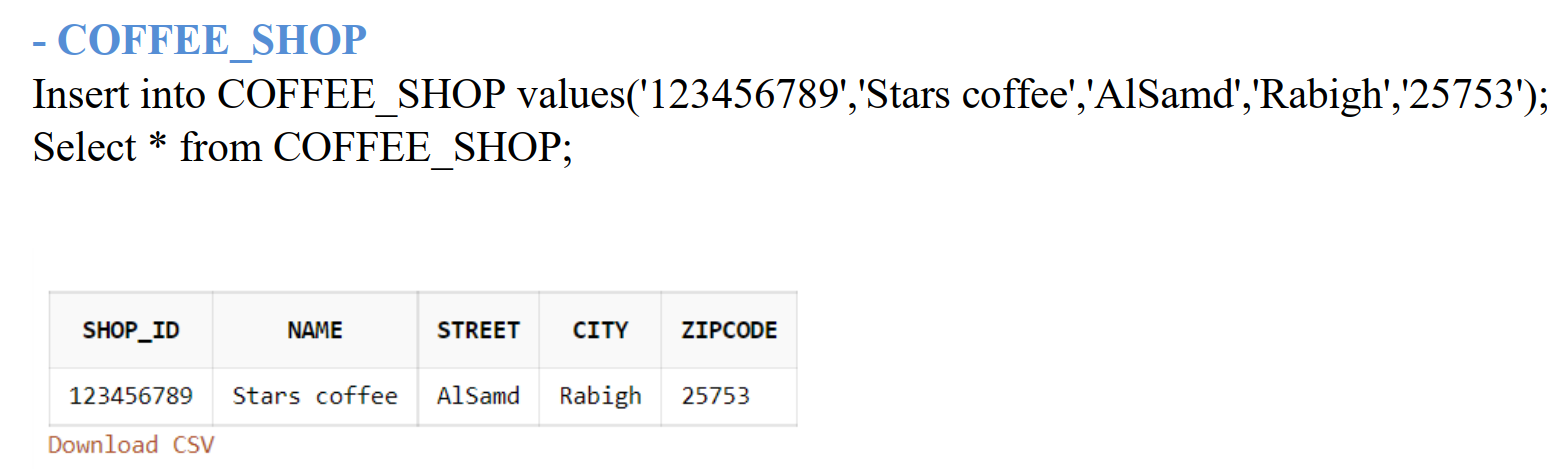 - COFFEE_SHOP
Insert into COFFEE_SHOP values('123456789','Stars coffee','AlSamd','Rabigh','25753');
Select * from COFFEE_SHOP;
SHOP_ID NAME STREET CITY ZIPCODE
123456789 Stars coffee AlSamd Rabigh 25753
Download CSV